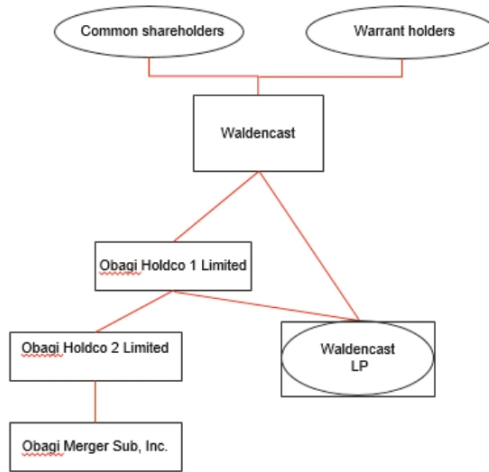 Common shareholders
Warrant holders
Waldencast
Obagi Holdco 1 Limited
Obagi Holdco 2 Limited
Waldencast
LP
Obagi Merger Sub, Inc.